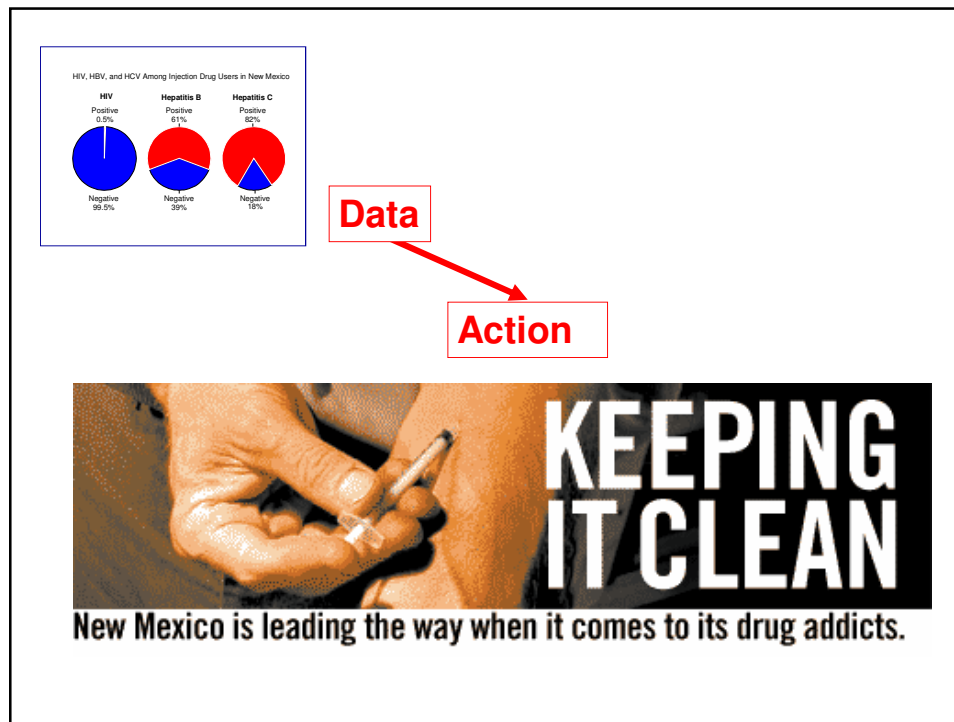 HIV, HBV, and HCV Among Injection Drug Users in New Mexico
HIV Hepatitis B Hepatitis C
Positive Positive Positive
0.5% 61% 82%
Negative Negative Negative
99.5% 39% 18%
Data
Action
KEEPING
IT CLEAN
New Mexico is leading the way when it comes to its drug addicts.